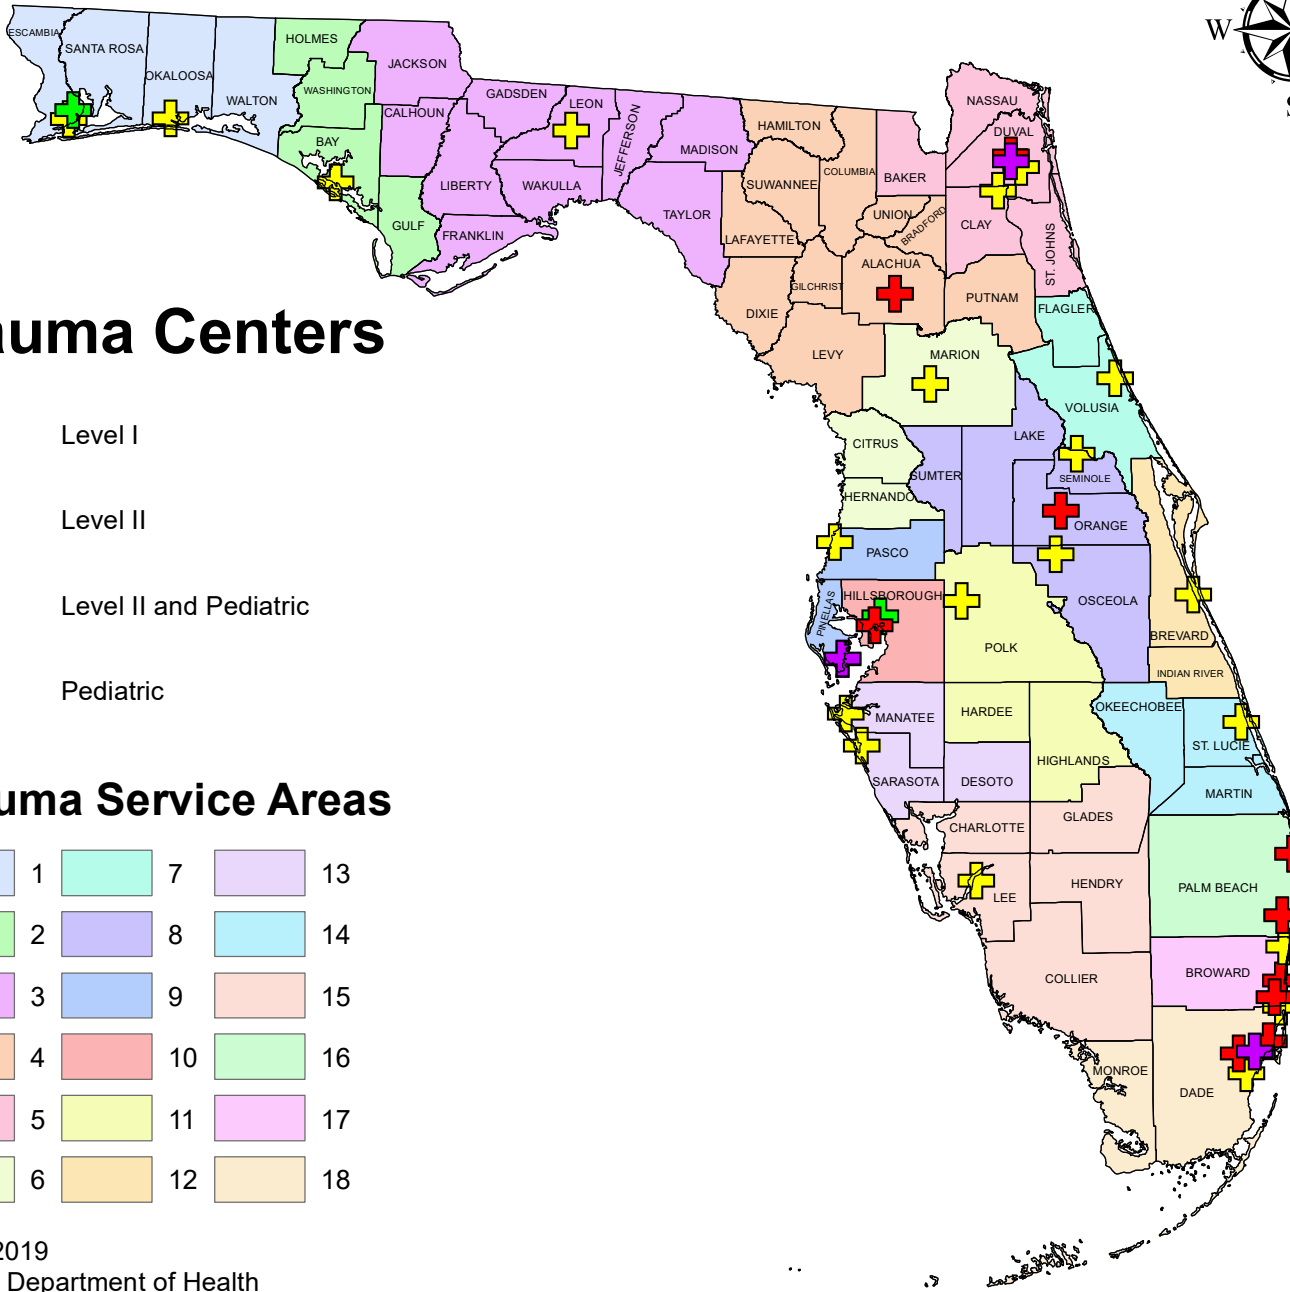 W
S
ESCAMBIA
SANTA ROSA
OKALOOSA
WALTON
HOLMES
WASHINGTON
BAY
JACKSON
CALHOUN
GULF
GADSDEN
LEON
LIBERTY
WAKULLA
FRANKLIN
JEFFERSON
MADISON
TAYLOR
HAMILTON
SUWANNEE
COLUMBIA
LAFAYETTE
DIXIE
GILCHRIST
UNION
BRADFORD
ALACHUA
LEVY
BAKER
NASSAU
DUVAL
CLAY
ST. JOHNS
PUTNAM
FLAGLER
VOLUSIA
MARION
CITRUS
HERNANDO
SUMTER
LAKE
SEMINOLE
ORANGE
OSCEOLA
PASCO
PINELLAS
HILLSBOROUGH
POLK
BREVARD
INDIAN RIVER
MANATEE
HARDEE
HIGHLANDS
OKEECHOBEE
ST. LUCIE
SARASOTA
DESOTO
MARTIN
CHARLOTTE
GLADES
LEE
HENDRY
PALM BEACH
COLLIER
BROWARD
MONROE
DADE
auma Centers
Level I
Level II
Level II and Pediatric
Pediatric
uma Service Areas
1 7 13
2 8 14
3 9 15
4 10 16
5 11 17
6 12 18
2019
Department of Health